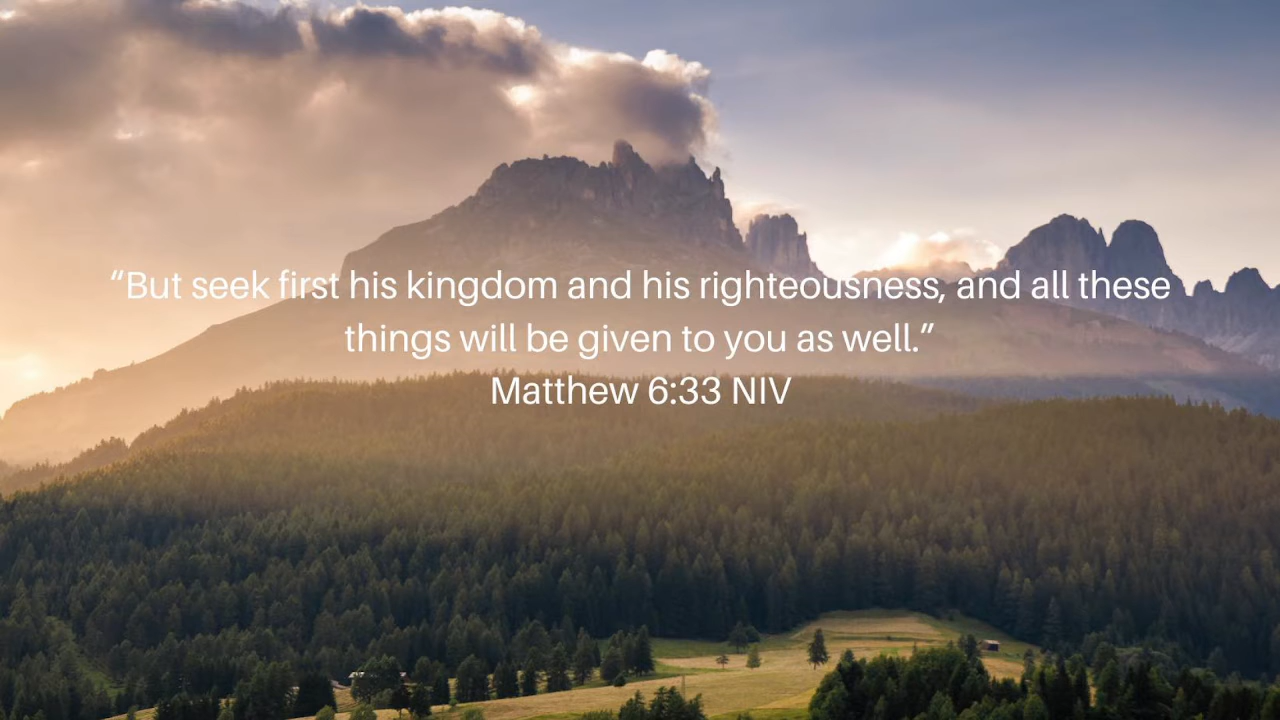 “But seek first his kingdom and his righteousness, and all these
things will be given to you as well.”
Matthew 6:33 NIV